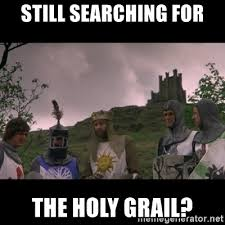 STILL SEARCHING FOR
THE HOLY GRAIL?
memegenerator.net